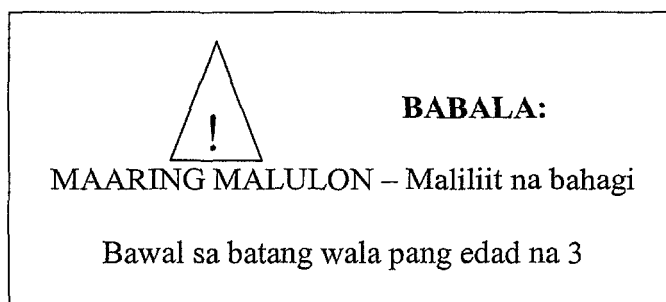 !
BABALA:
MAARING MALULON – Maliliit na bahagi
Bawal sa batang wala pang edad na 3